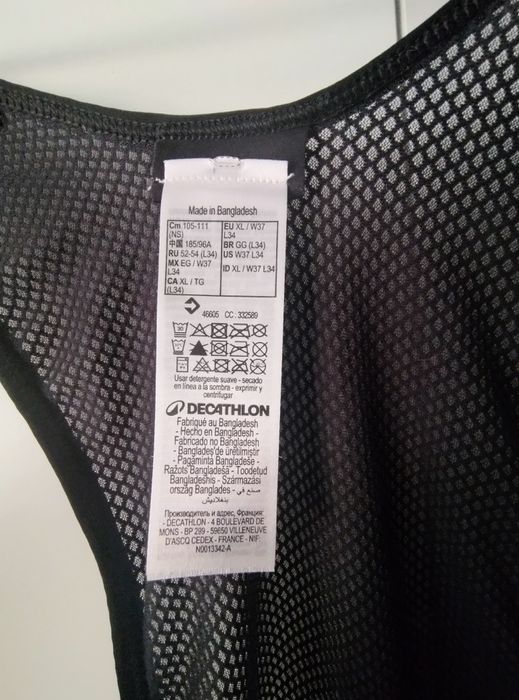 Made in Bangladesh
Cm 105-111 EU XL / W37
(NS) L34
中国 185/96A BR GG (L34)
RU 52-54 (L34) US W37 L34
MX EG / W37
L34 ID XL / W37 L34
CA XL / TG
(L34)
46605 CC : 332589
Usar detergente suave - secado
en línea a la sombra - exprimir y
centrifugar
DECATHLON
Fabriqué au Bangladesh
- Hecho en Bangladesh -
Fabricado no Bangladesh
- Bangladeş'de üretilmiştir
- Pagaminta Bangladeše -
Ražots Bangladešā - Toodetud
Bangladeshis - Származási
ország Banglades - صنع في
بنغلاديش
Производитель и адрес, Франция:
- DECATHLON - 4 BOULEVARD DE
MONS - BP 299 - 59650 VILLENEUVE
D'ASCQ CEDEX - FRANCE - NIF:
N0013342-A